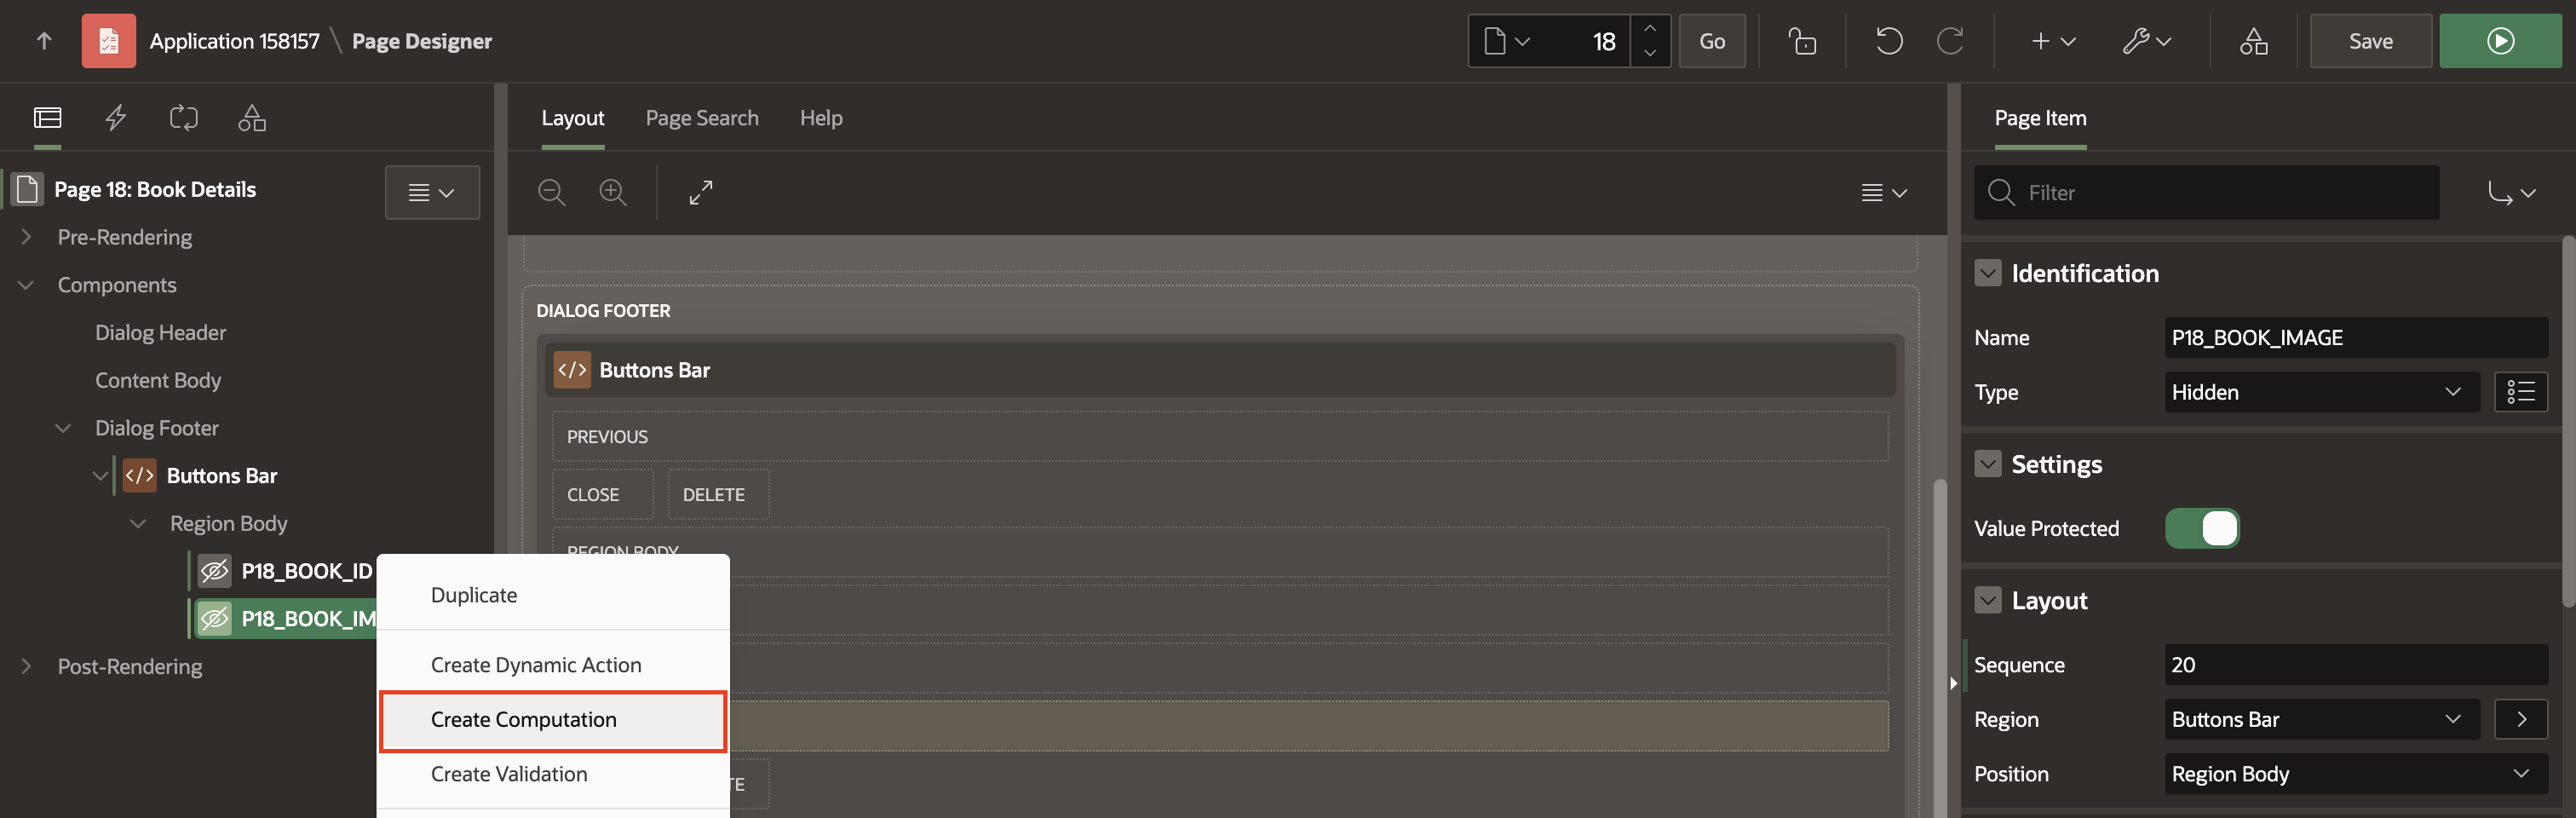 Application 158157 \ Page Designer
18
Go
Save
Layout Page Search Help
Page Item
Page 18: Book Details
Filter
Pre-Rendering
Components
Dialog Header
Content Body
Dialog Footer
</> Buttons Bar
Region Body
P18_BOOK_ID
P18_BOOK_IM
Post-Rendering
DIALOG FOOTER
</> Buttons Bar
PREVIOUS
CLOSE DELETE
REGION BODY
TE
Duplicate
Create Dynamic Action
Create Computation
Create Validation
Identification
Name P18_BOOK_IMAGE
Type Hidden
Settings
Value Protected
Layout
Sequence 20
Region Buttons Bar
Position Region Body